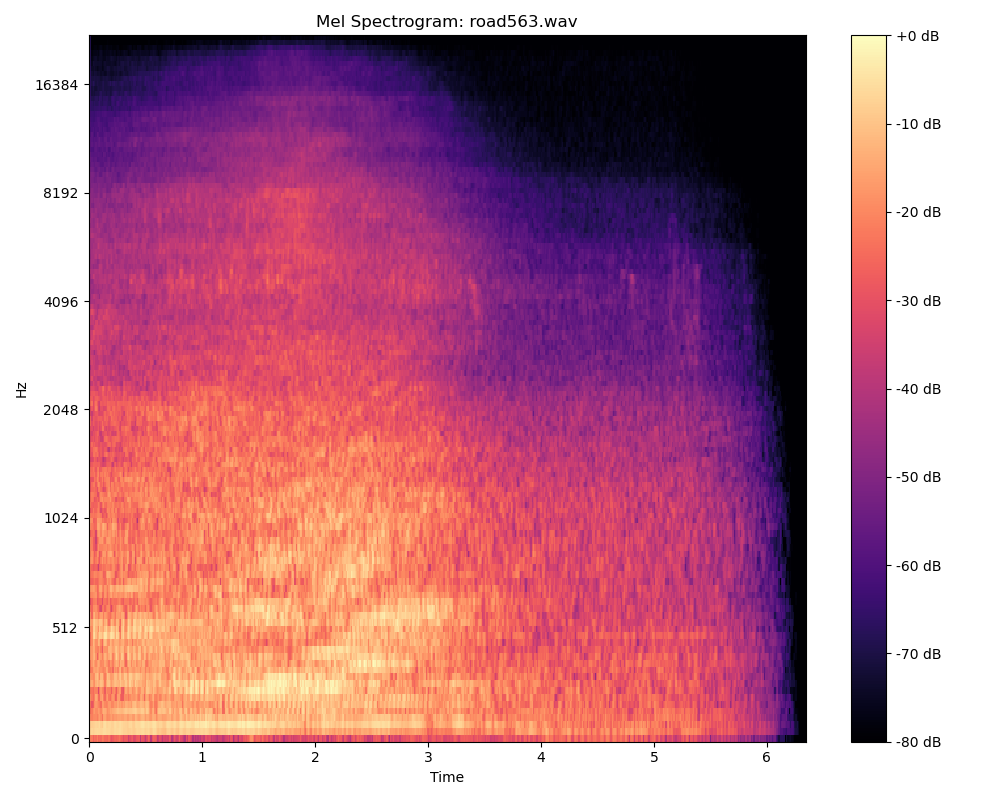 Mel Spectrogram: road563.wav
+0 dB
16384
-10 dB
8192
-20 dB
4096
-30 dB
Hz
2048
-40 dB
-50 dB
1024
-60 dB
512
-70 dB
0
-80 dB
0 1 2 3 4 5 6
Time